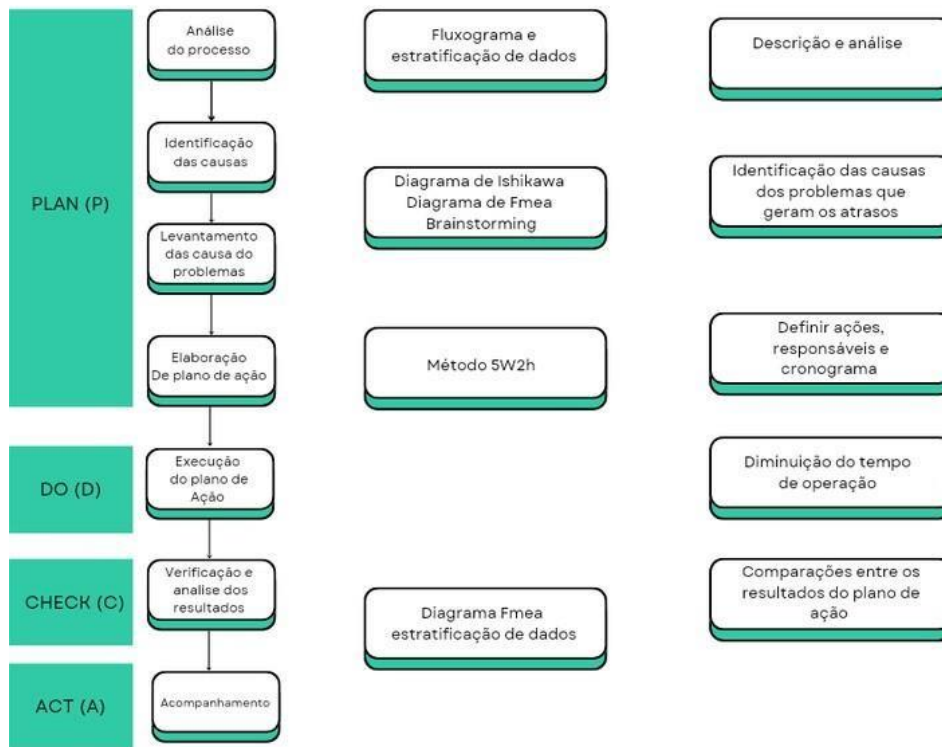 Análise
do processo
Fluxograma e
estratificação de dados
Descrição e análise
PLAN (P)
Identificação
das causas
Diagrama de Ishikawa
Diagrama de Fmea
Brainstorming
Identificação das causas
dos problemas que
geram os atrasos
Levantamento
das causa do
problemas
Elaboração
De plano de ação
Método 5W2h
Definir ações,
responsáveis e
cronograma
DO (D)
Execução
do plano de
Ação
Diminuição do tempo
de operação
CHECK (C)
Verificação e
analise dos
resultados
Diagrama Fmea
estratificação de dados
Comparações entre os
resultados do plano de
ação
ACT (A)
Acompanhamento